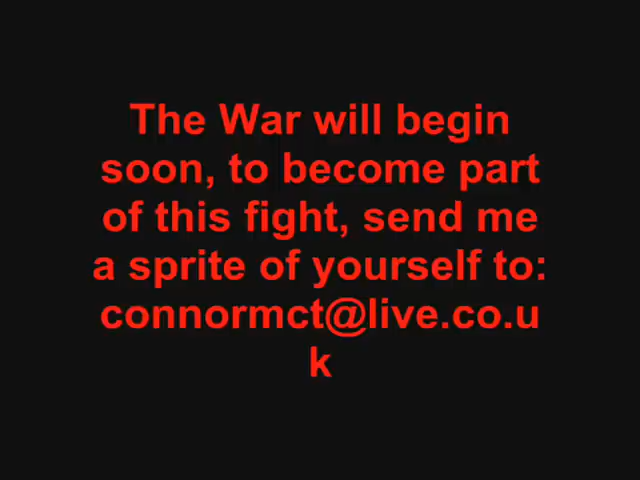 The War will begin
soon, to become part
of this fight, send me
a sprite of yourself to:
connormct@live.co.u
k